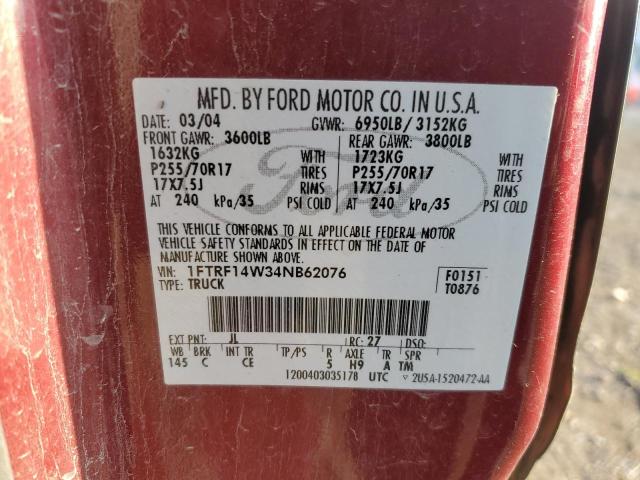 MFD. BY FORD MOTOR CO. IN U.S.A.
DATE: 03/04 GVWR: 6950LB/ 3152KG
FRONT GAWR: 3600LB REAR GAWR: 3800LB
1632KG WITH 1723KG WITH
P255/70R17 TIRES P255/70R17 TIRES
17X7.5J RIMS 17X7.5J RIMS
AT 240 kPa/35 PSI COLD AT 240 kPa/35 PSI COLD
Ford
THIS VEHICLE CONFORMS TO ALL APPLICABLE FEDERAL MOTOR
VEHICLE SAFETY STANDARDS IN EFFECT ON THE DATE OF
MANUFACTURE SHOWN ABOVE.
VIN: 1FTRF14W34NB62076 F0151
TYPE: TRUCK T0876
EXT PNT: JL RC: 27 DSO:
WB BRK INT TR TP/PS R AXLE TR SPR
145 C CE 5 H9 A TM
1200403035178 UTC ▽ 2U5A-1520472-AA